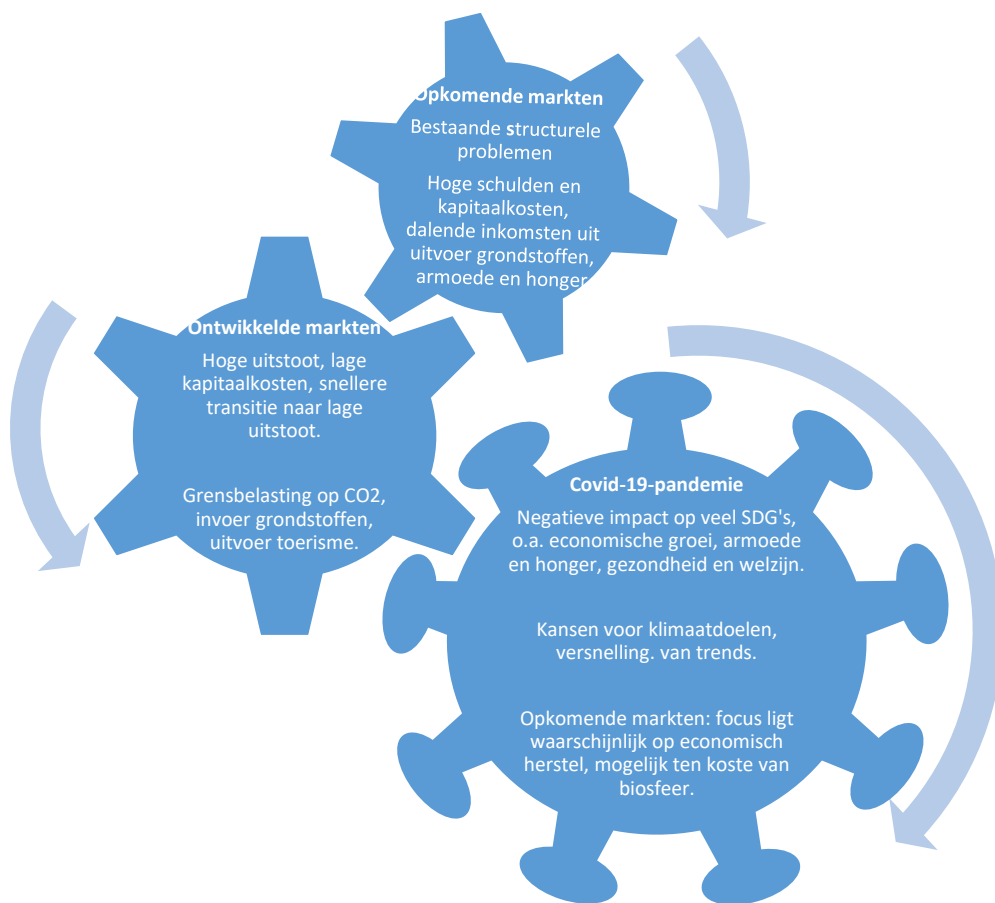 Opkomende markten
Bestaande structurele
problemen
Hoge schulden en
kapitaalkosten,
dalende inkomsten uit
uitvoer grondstoffen,
armoede en honger
Ontwikkelde markten
Hoge uitstoot, lage
kapitaalkosten, snellere
transitie naar lage
uitstoot.
Grensbelasting op CO2,
invoer grondstoffen,
uitvoer toerisme.
Covid-19-pandemie
Negatieve impact op veel SDG's,
o.a. economische groei, armoede
en honger, gezondheid en welzijn.
Kansen voor klimaatdoelen,
versnelling. van trends.
Opkomende markten: focus ligt
waarschijnlijk op economisch
herstel, mogelijk ten koste van
biosfeer.